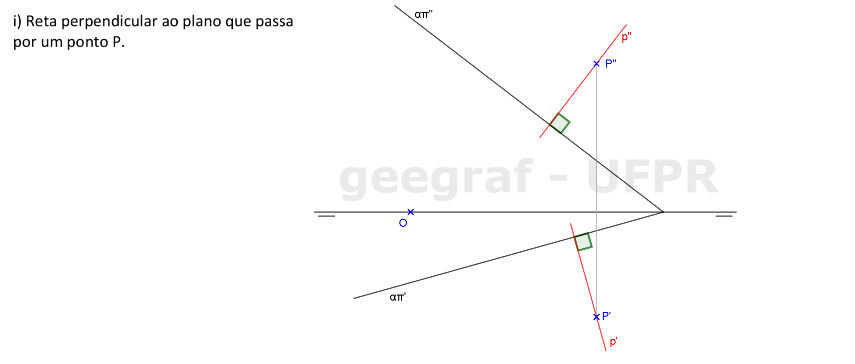 i) Reta perpendicular ao plano que passa
por um ponto P.
απ"
p"
P"
geegraf - UFPR
O
απ'
P'
p'